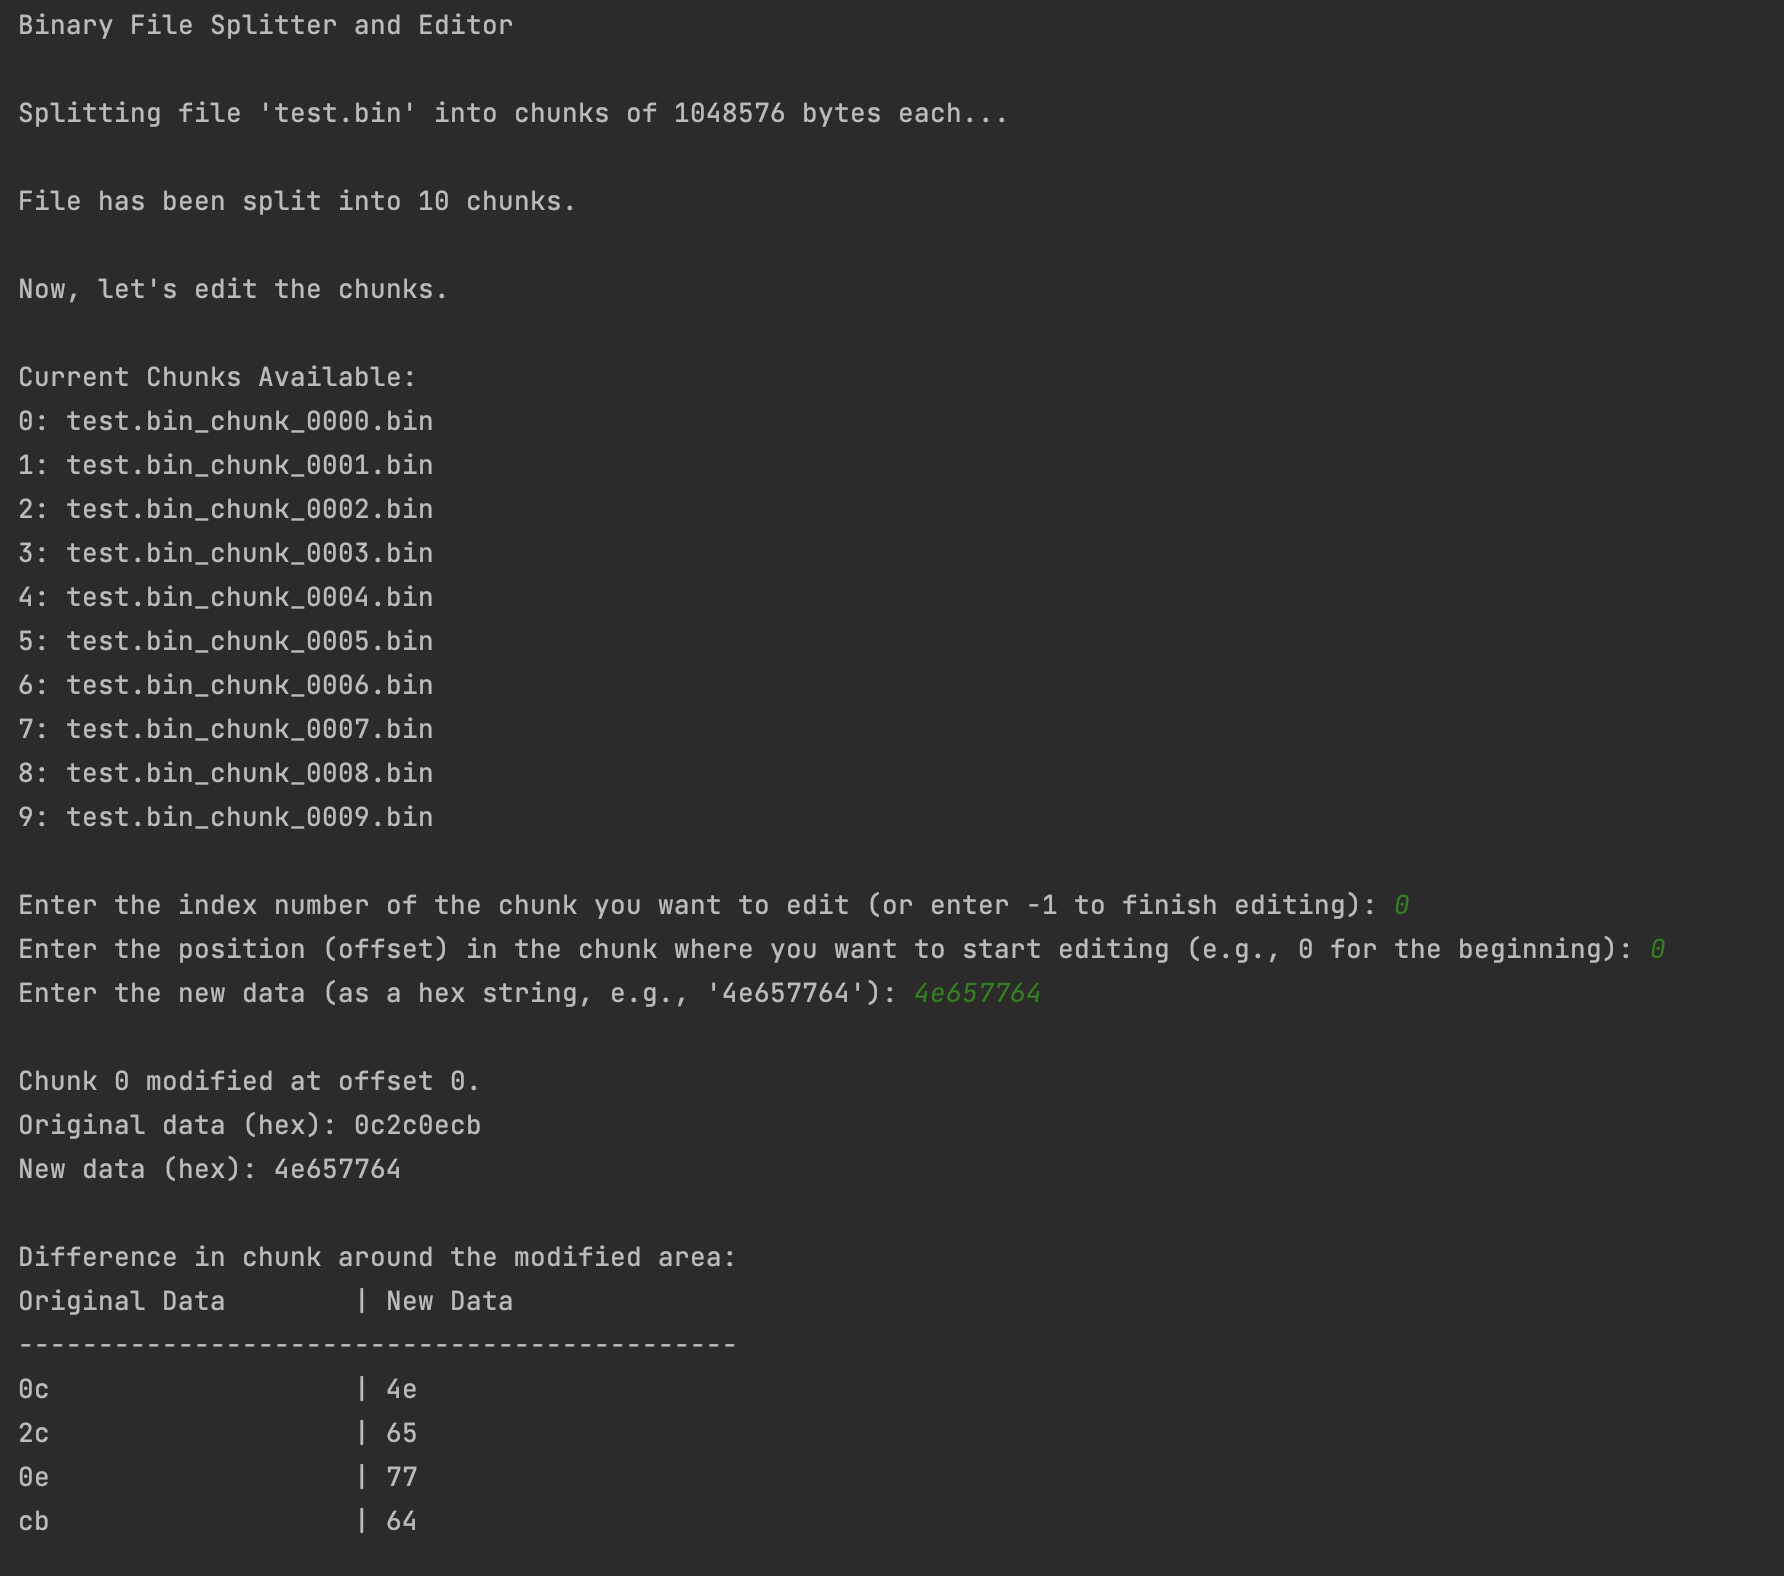 Binary File Splitter and Editor
Splitting file 'test.bin' into chunks of 1048576 bytes each...
File has been split into 10 chunks.
Now, let's edit the chunks.
Current Chunks Available:
0: test.bin_chunk_0000.bin
1: test.bin_chunk_0001.bin
2: test.bin_chunk_0002.bin
3: test.bin_chunk_0003.bin
4: test.bin_chunk_0004.bin
5: test.bin_chunk_0005.bin
6: test.bin_chunk_0006.bin
7: test.bin_chunk_0007.bin
8: test.bin_chunk_0008.bin
9: test.bin_chunk_0009.bin
Enter the index number of the chunk you want to edit (or enter -1 to finish editing): 0
Enter the position (offset) in the chunk where you want to start editing (e.g., 0 for the beginning): 0
Enter the new data (as a hex string, e.g., '4e657764'): 4e657764
Chunk 0 modified at offset 0.
Original data (hex): 0c2c0ecb
New data (hex): 4e657764
Difference in chunk around the modified area:
Original Data        | New Data
---------------------------------------------
0c                   | 4e
2c                   | 65
0e                   | 77
cb                   | 64